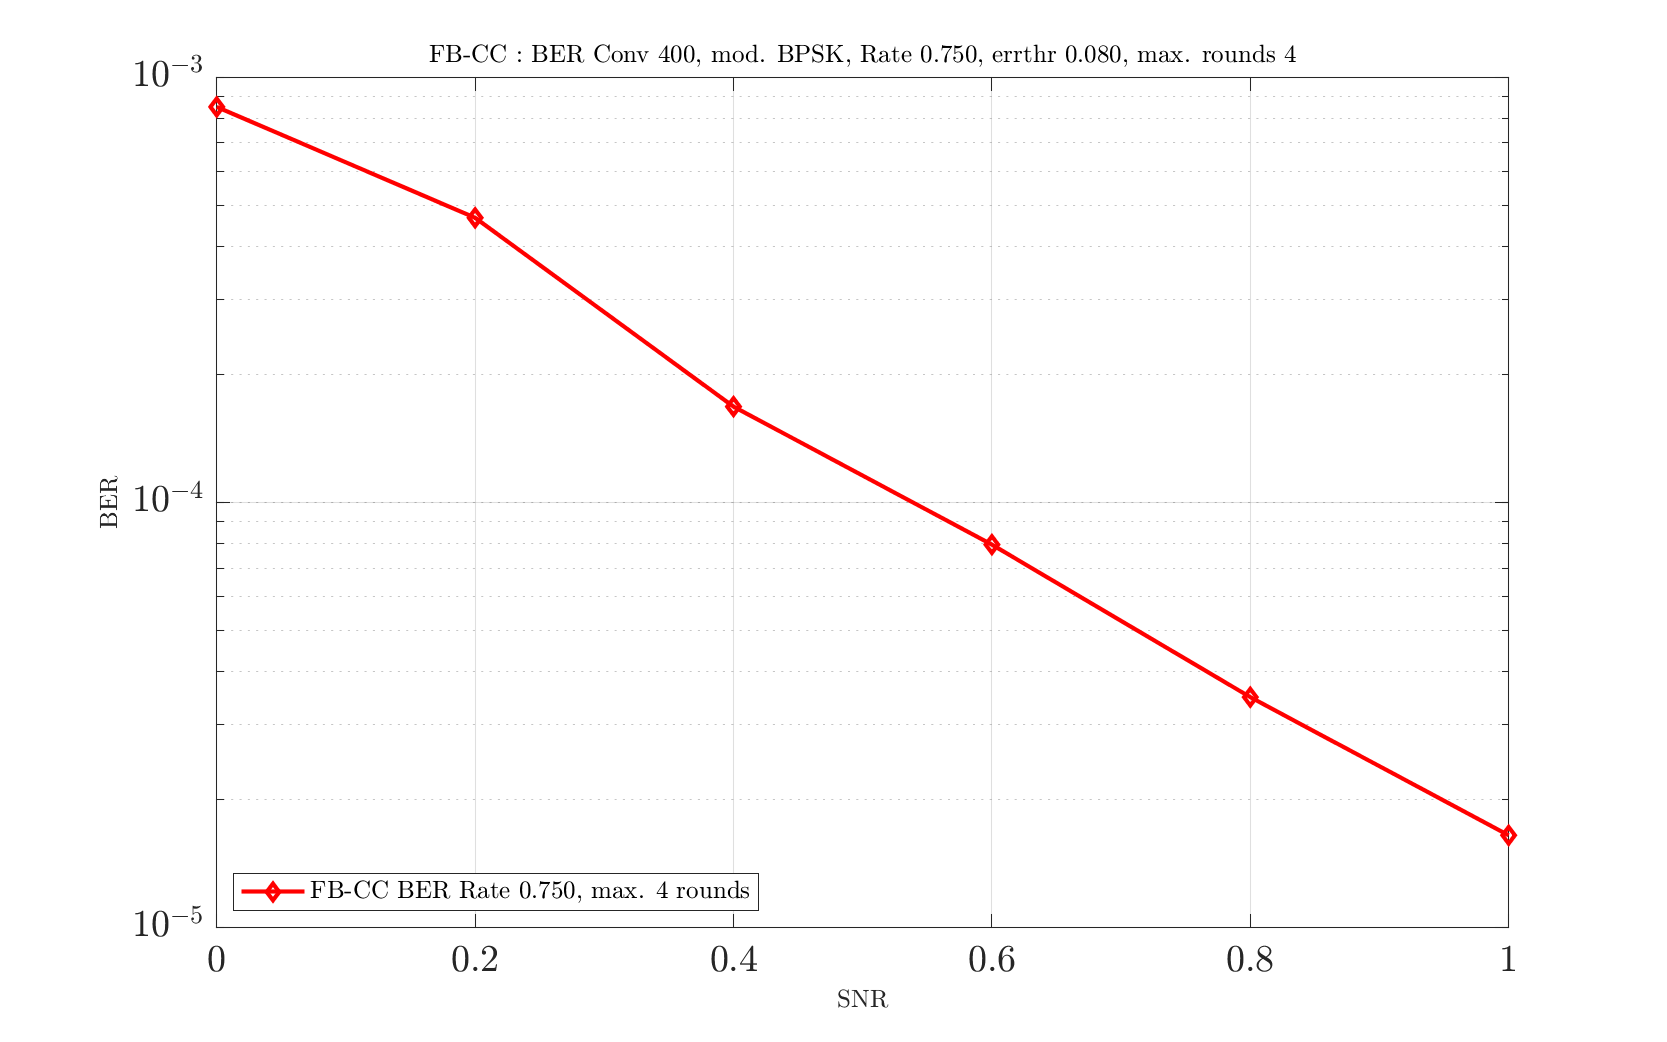 FB-CC : BER Conv 400, mod. BPSK, Rate 0.750, errthr 0.080, max. rounds 4
10⁻³
10⁻⁴
10⁻⁵
BER
FB-CC BER Rate 0.750, max. 4 rounds
0 0.2 0.4 0.6 0.8 1
SNR